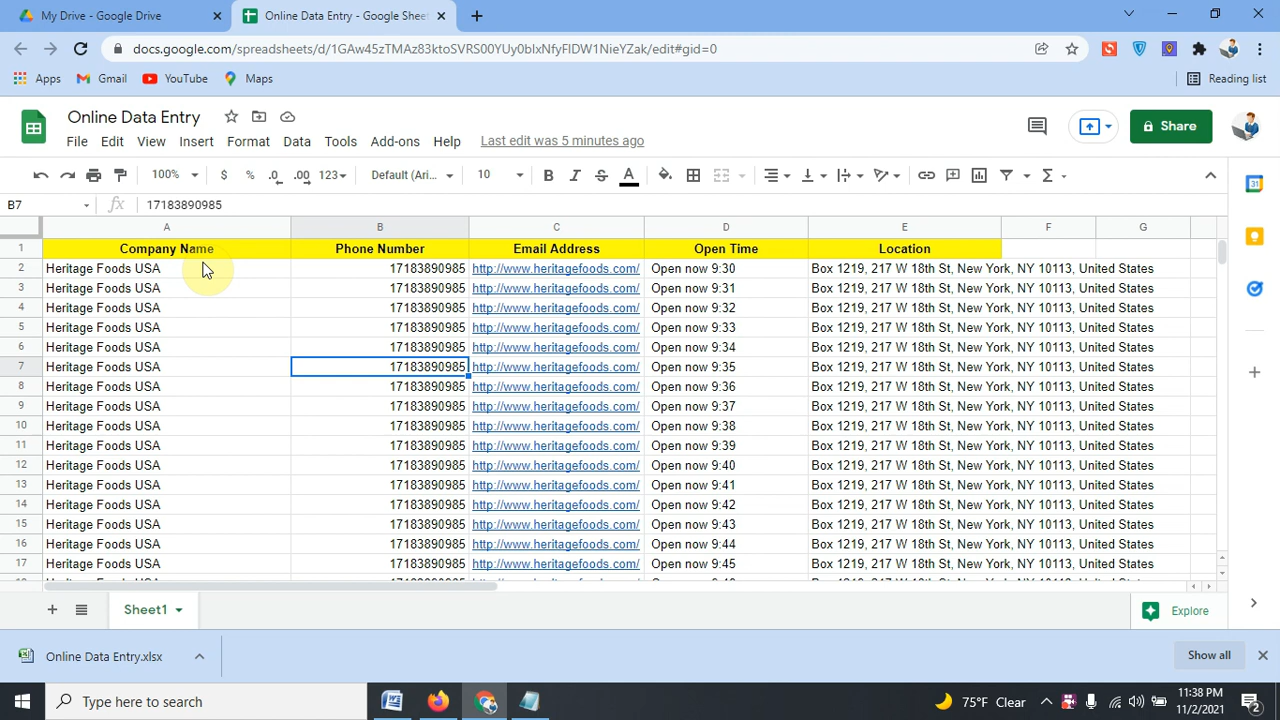 My Drive - Google Drive
Online Data Entry - Google Sheet
docs.google.com/spreadsheets/d/1GAw45zTMAz83ktoSVRS00YUy0blxNfyFIDW1NieYZak/edit#gid=0
Apps Gmail YouTube Maps Reading list
Online Data Entry
File Edit View Insert Format Data Tools Add-ons Help Last edit was 5 minutes ago
Share
100% $ % .0 .00 123 Default (Ari... 10 B I S A Σ
B7 fx 17183890985
A B C D E F G
1 Company Name Phone Number Email Address Open Time Location
2 Heritage Foods USA 17183890985 http://www.heritagefoods.com/ Open now 9:30 Box 1219, 217 W 18th St, New York, NY 10113, United States
3 Heritage Foods USA 17183890985 http://www.heritagefoods.com/ Open now 9:31 Box 1219, 217 W 18th St, New York, NY 10113, United States
4 Heritage Foods USA 17183890985 http://www.heritagefoods.com/ Open now 9:32 Box 1219, 217 W 18th St, New York, NY 10113, United States
5 Heritage Foods USA 17183890985 http://www.heritagefoods.com/ Open now 9:33 Box 1219, 217 W 18th St, New York, NY 10113, United States
6 Heritage Foods USA 17183890985 http://www.heritagefoods.com/ Open now 9:34 Box 1219, 217 W 18th St, New York, NY 10113, United States
7 Heritage Foods USA 17183890985 http://www.heritagefoods.com/ Open now 9:35 Box 1219, 217 W 18th St, New York, NY 10113, United States
8 Heritage Foods USA 17183890985 http://www.heritagefoods.com/ Open now 9:36 Box 1219, 217 W 18th St, New York, NY 10113, United States
9 Heritage Foods USA 17183890985 http://www.heritagefoods.com/ Open now 9:37 Box 1219, 217 W 18th St, New York, NY 10113, United States
10 Heritage Foods USA 17183890985 http://www.heritagefoods.com/ Open now 9:38 Box 1219, 217 W 18th St, New York, NY 10113, United States
11 Heritage Foods USA 17183890985 http://www.heritagefoods.com/ Open now 9:39 Box 1219, 217 W 18th St, New York, NY 10113, United States
12 Heritage Foods USA 17183890985 http://www.heritagefoods.com/ Open now 9:40 Box 1219, 217 W 18th St, New York, NY 10113, United States
13 Heritage Foods USA 17183890985 http://www.heritagefoods.com/ Open now 9:41 Box 1219, 217 W 18th St, New York, NY 10113, United States
14 Heritage Foods USA 17183890985 http://www.heritagefoods.com/ Open now 9:42 Box 1219, 217 W 18th St, New York, NY 10113, United States
15 Heritage Foods USA 17183890985 http://www.heritagefoods.com/ Open now 9:43 Box 1219, 217 W 18th St, New York, NY 10113, United States
16 Heritage Foods USA 17183890985 http://www.heritagefoods.com/ Open now 9:44 Box 1219, 217 W 18th St, New York, NY 10113, United States
17 Heritage Foods USA 17183890985 http://www.heritagefoods.com/ Open now 9:45 Box 1219, 217 W 18th St, New York, NY 10113, United States
Sheet1 Explore
Online Data Entry.xlsx Show all
Type here to search 75°F Clear 11:38 PM
11/2/2021 2